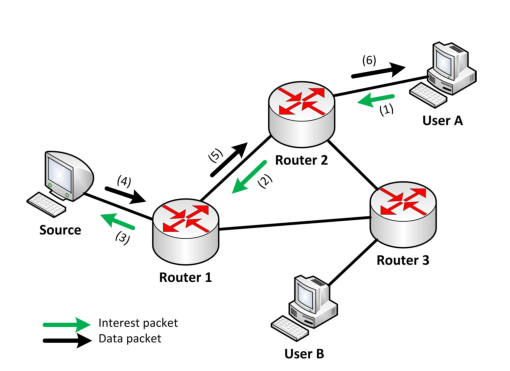 (6)
(1)
User A
Router 2
(5)
(2)
(4)
(3)
Source
Router 1
Router 3
User B
Interest packet
Data packet